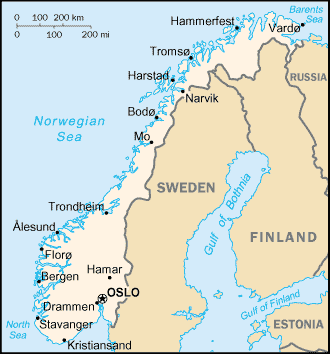 0 100 200 km
0 100 200 mi
Barents
Sea
Hammerfest
Vardø
Tromsø
RUSSIA
Harstad
Narvik
Bodø
Norwegian
Sea
Mo
SWEDEN
Gulf of Bothnia
Trondheim
Ålesund
FINLAND
Florø
Hamar
Bergen
OSLO
Drammen
Gulf of Finland
North
Sea
Stavanger
ESTONIA
Kristiansand